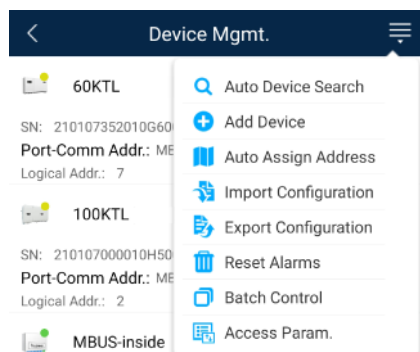 Device Mgmt.
60KTL
SN: 210107352010G60
Port-Comm Addr.: ME
Logical Addr.: 7
100KTL
SN: 210107000010H50
Port-Comm Addr.: ME
Logical Addr.: 2
MBUS-inside
Auto Device Search
Add Device
Auto Assign Address
Import Configuration
Export Configuration
Reset Alarms
Batch Control
Access Param.